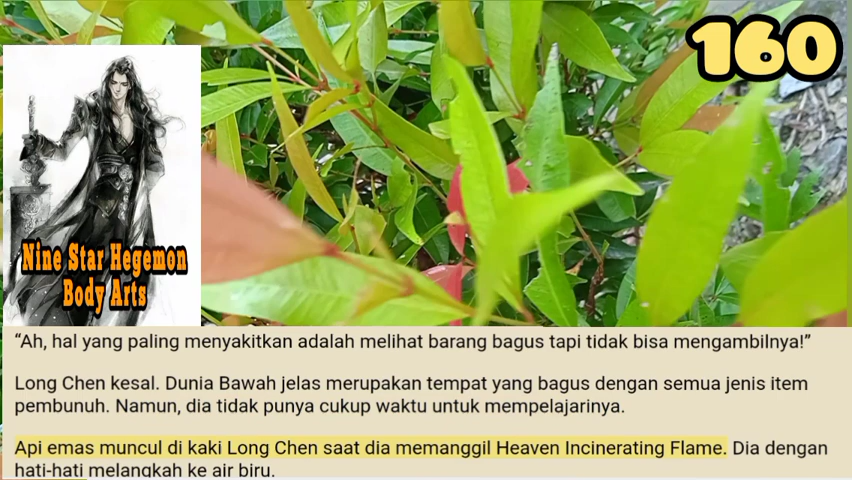 160
Nine Star Hegemon
Body Arts
“Ah, hal yang paling menyakitkan adalah melihat barang bagus tapi tidak bisa mengambilnya!”
Long Chen kesal. Dunia Bawah jelas merupakan tempat yang bagus dengan semua jenis item
pembunuh. Namun, dia tidak punya cukup waktu untuk mempelajarinya.
Api emas muncul di kaki Long Chen saat dia memanggil Heaven Incinerating Flame. Dia dengan
hati-hati melangkah ke air biru.